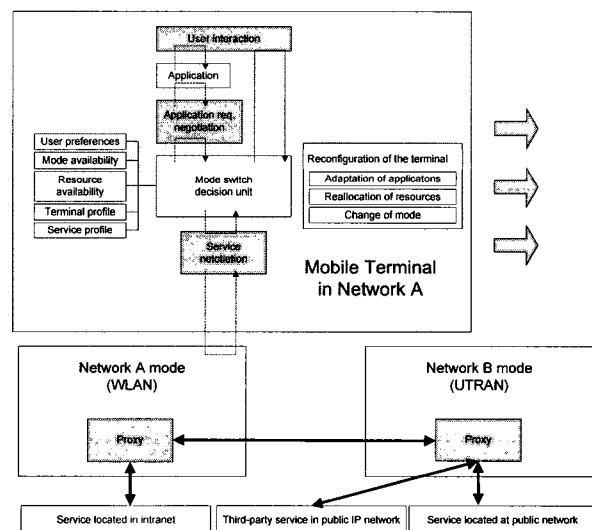 User interaction
Application
Application req.
negotiation
User preferences
Mode availability
Resource
availability
Terminal profile
Service profile
Mode switch
decision unit
Reconfiguration of the terminal
Adaptation of applicatons
Reallocation of resources
Change of mode
Service
netotiation
Mobile Terminal
in Network A
Network A mode
(WLAN)
Proxy
Network B mode
(UTRAN)
Proxy
Service located in intranet
Third-party service in public IP network
Service located at public network